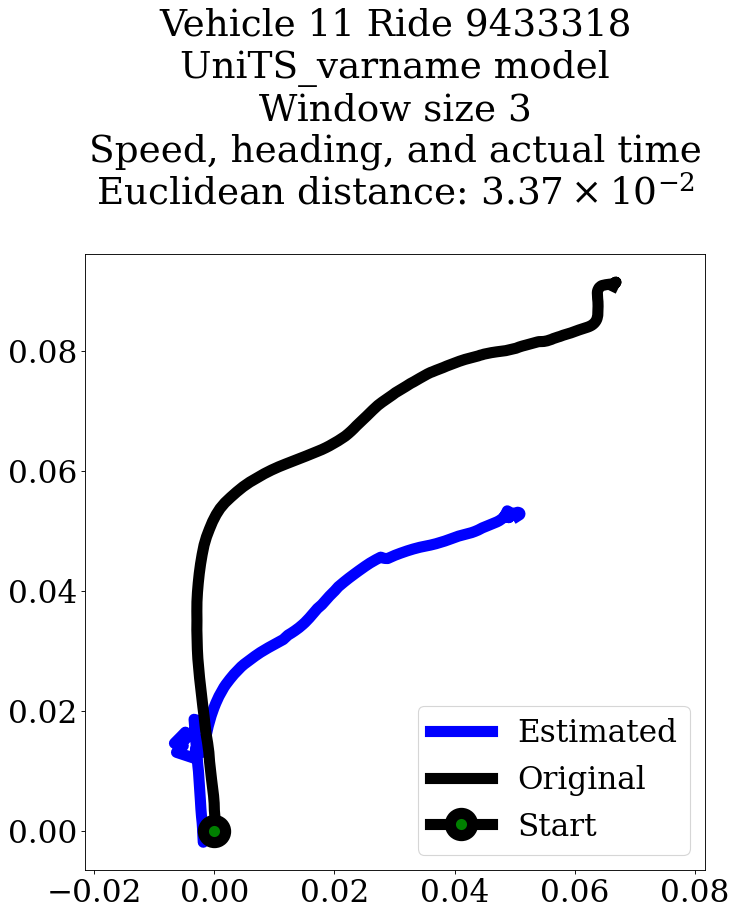 Vehicle 11 Ride 9433318
UniTS_varname model
Window size 3
Speed, heading, and actual time
Euclidean distance: 3.37 × 10⁻²
0.08
0.06
0.04
0.02
0.00
Estimated
Original
Start
−0.02 0.00 0.02 0.04 0.06 0.08